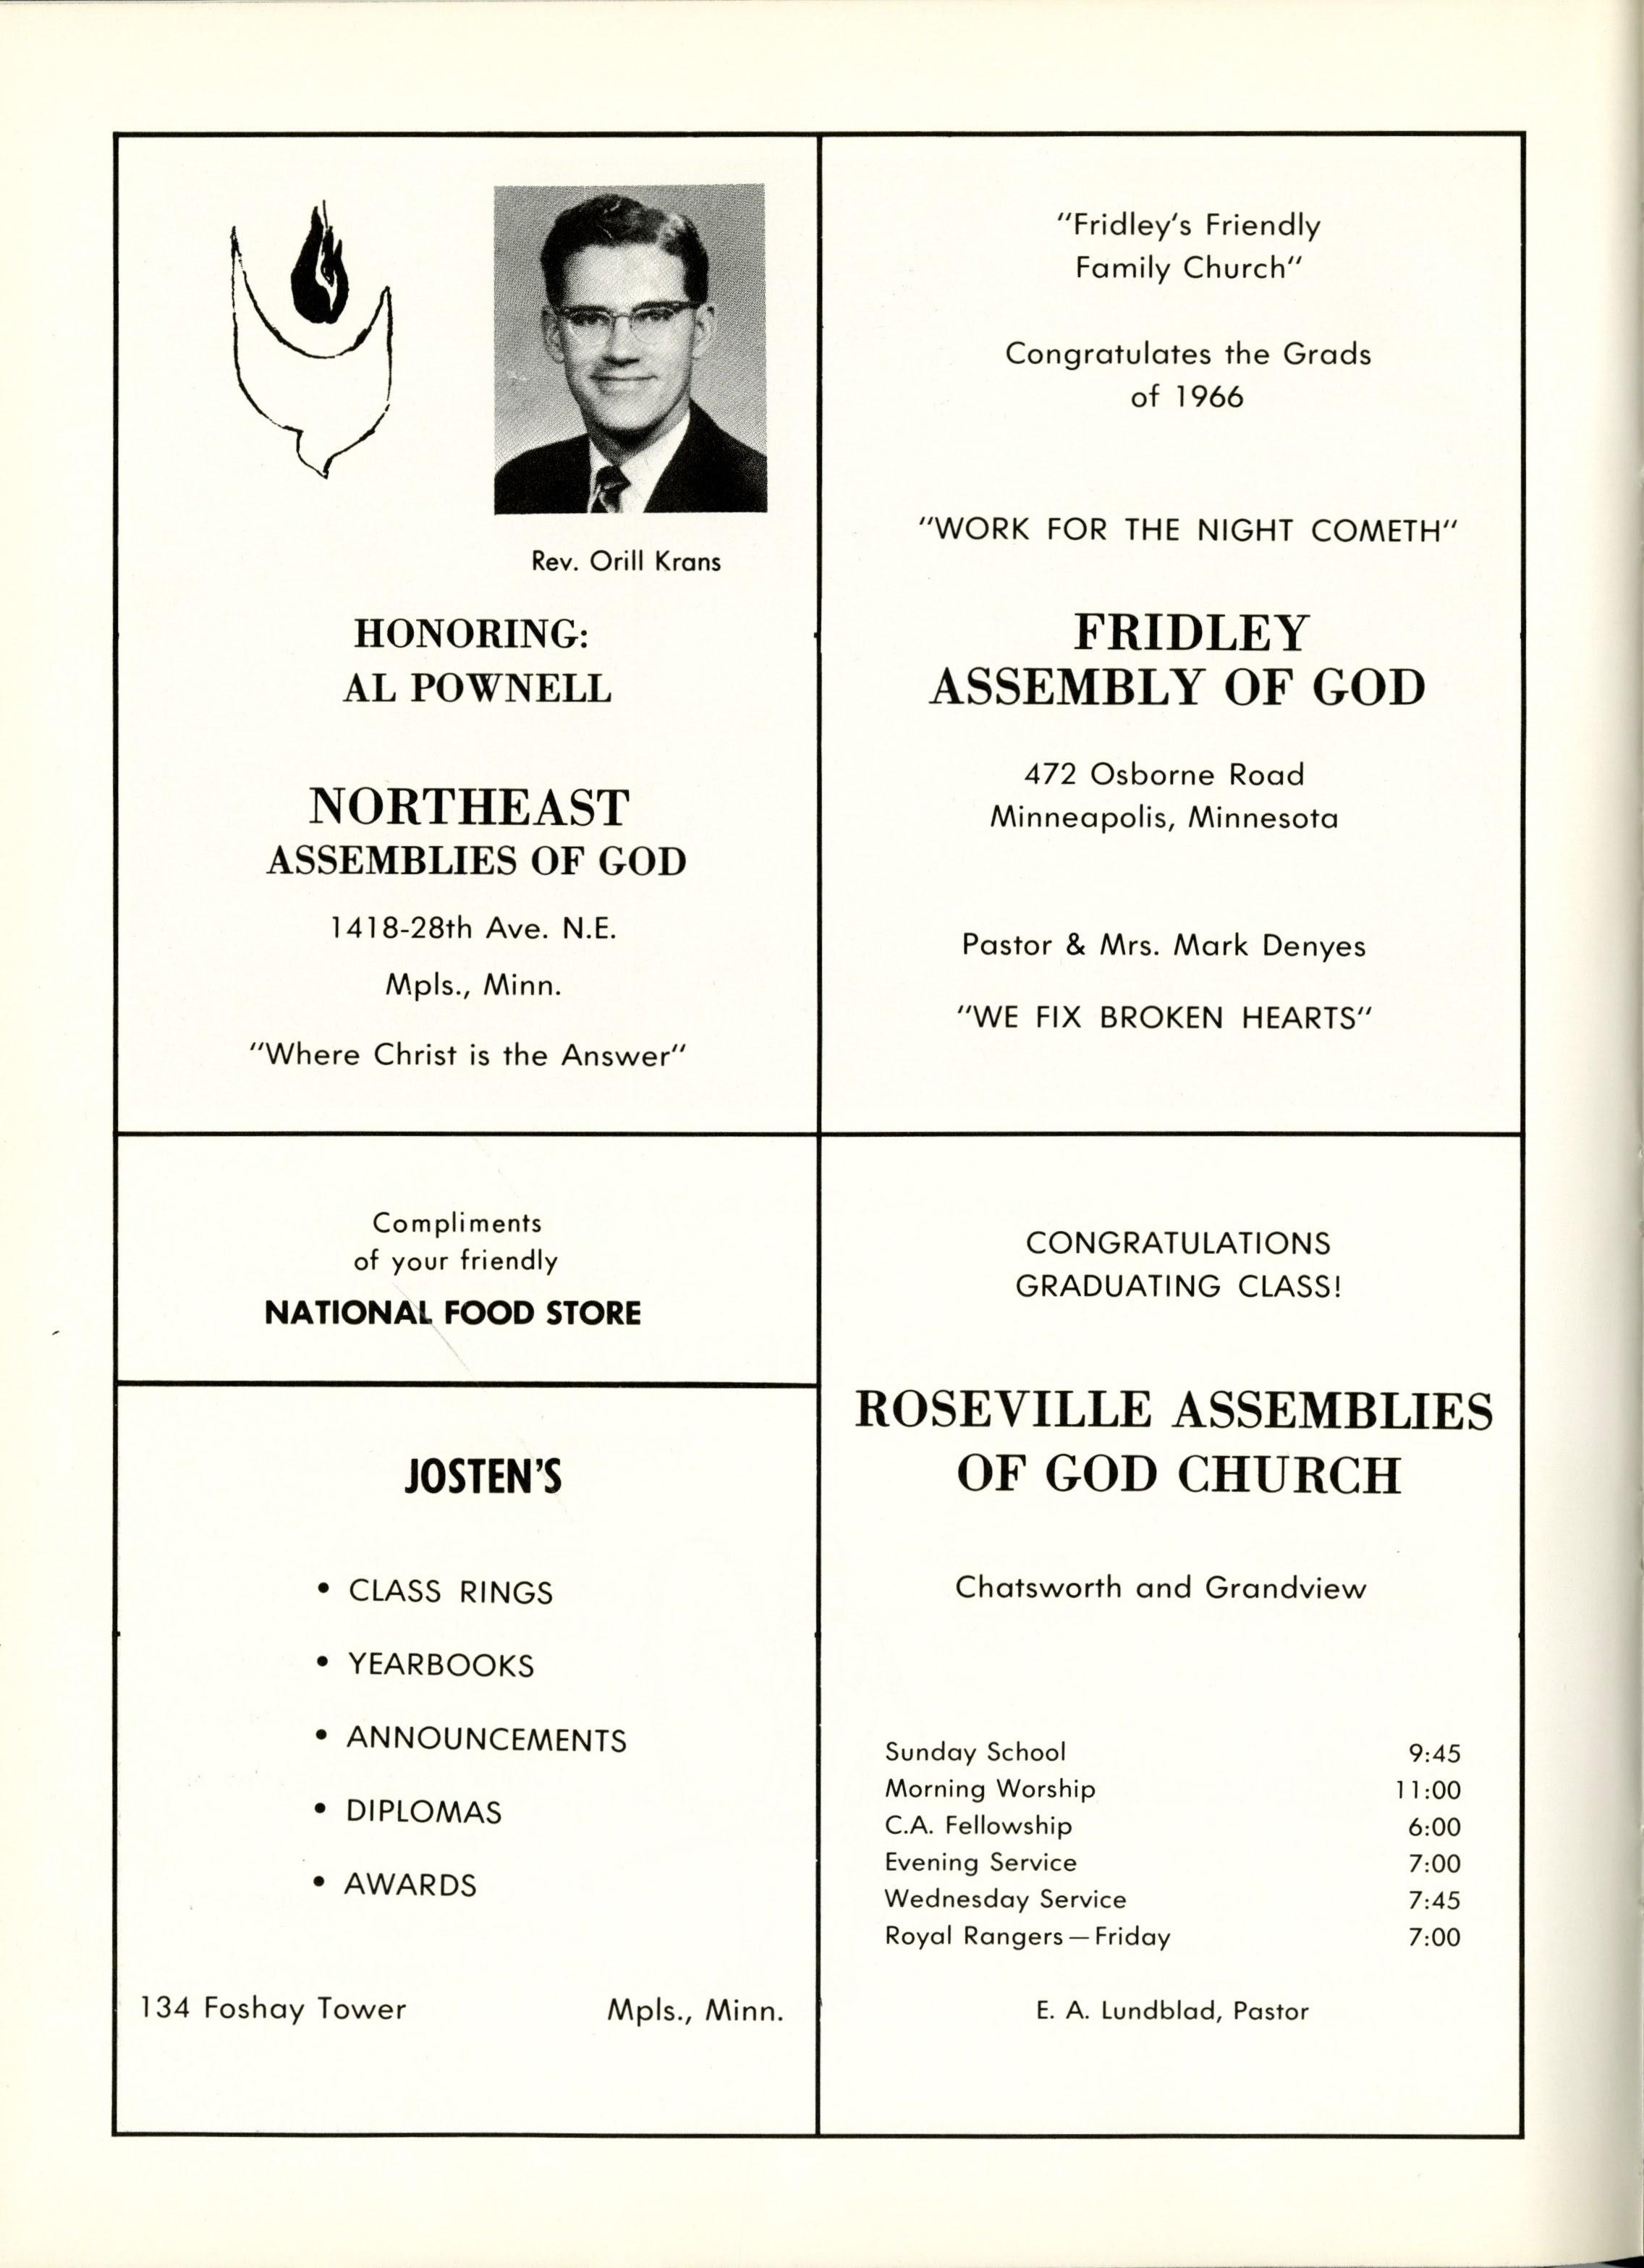 Rev. Orill Krans
HONORING:
AL POWNELL
NORTHEAST
ASSEMBLIES OF GOD
1418-28th Ave. N.E.
Mpls., Minn.
"Where Christ is the Answer"
"Fridley's Friendly
Family Church"
Congratulates the Grads
of 1966
"WORK FOR THE NIGHT COMETH"
FRIDLEY
ASSEMBLY OF GOD
472 Osborne Road
Minneapolis, Minnesota
Pastor & Mrs. Mark Denyes
"WE FIX BROKEN HEARTS"
Compliments
of your friendly
NATIONAL FOOD STORE
JOSTEN'S
• CLASS RINGS
• YEARBOOKS
• ANNOUNCEMENTS
• DIPLOMAS
• AWARDS
134 Foshay Tower Mpls., Minn.
CONGRATULATIONS
GRADUATING CLASS!
ROSEVILLE ASSEMBLIES
OF GOD CHURCH
Chatsworth and Grandview
Sunday School 9:45
Morning Worship 11:00
C.A. Fellowship 6:00
Evening Service 7:00
Wednesday Service 7:45
Royal Rangers — Friday 7:00
E. A. Lundblad, Pastor